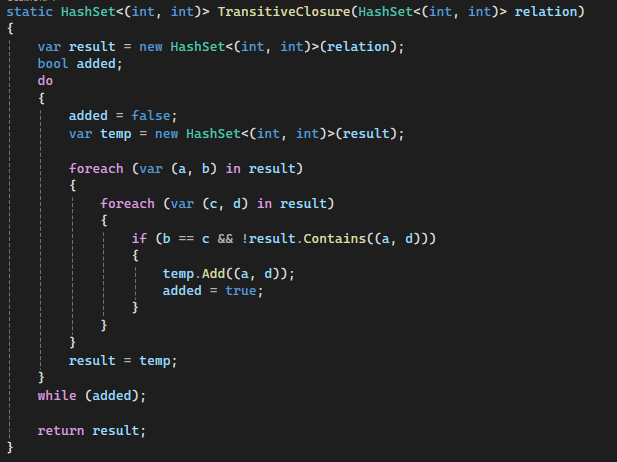 static HashSet<(int, int)> TransitiveClosure(HashSet<(int, int)> relation)
{
    var result = new HashSet<(int, int)>(relation);
    bool added;
    do
    {
        added = false;
        var temp = new HashSet<(int, int)>(result);

        foreach (var (a, b) in result)
        {
            foreach (var (c, d) in result)
            {
                if (b == c && !result.Contains((a, d)))
                {
                    temp.Add((a, d));
                    added = true;
                }
            }
        }
        result = temp;
    }
    while (added);

    return result;
}